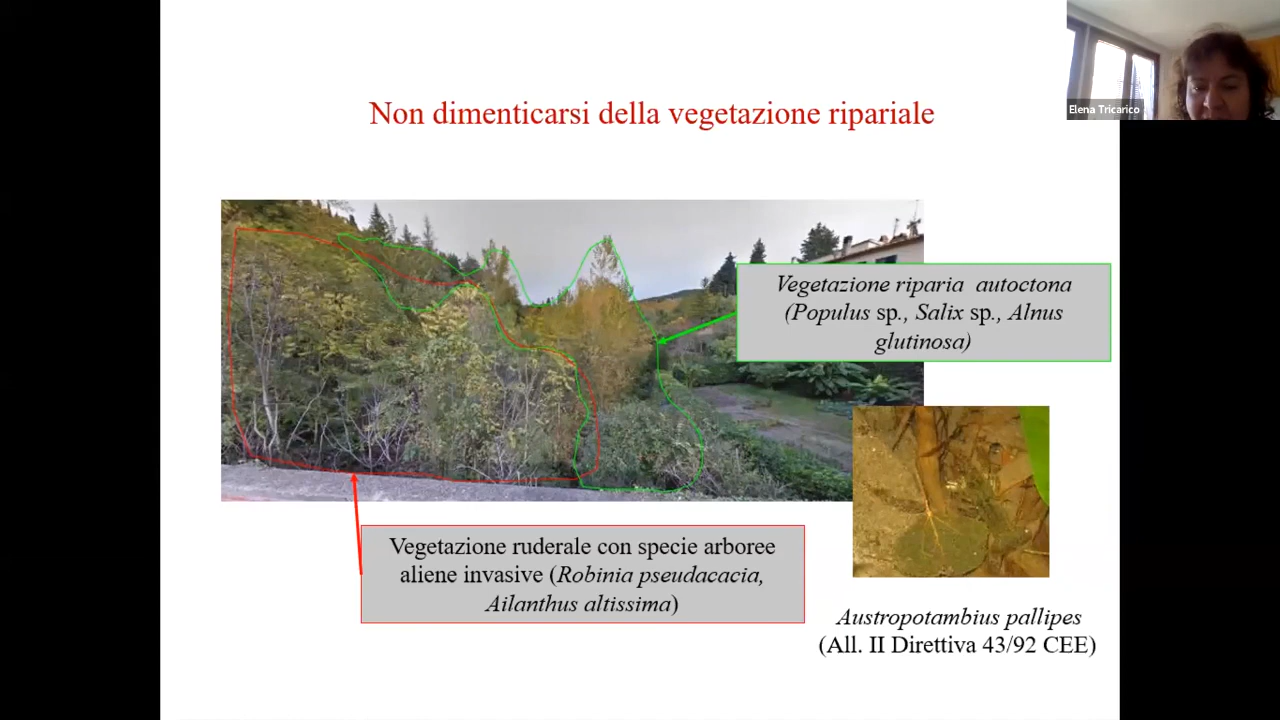 Elena Tricarico
Non dimenticarsi della vegetazione ripariale
Vegetazione riparia autoctona
(Populus sp., Salix sp., Alnus
glutinosa)
Vegetazione ruderale con specie arboree
aliene invasive (Robinia pseudacacia,
Ailanthus altissima)
Austropotambius pallipes
(All. II Direttiva 43/92 CEE)